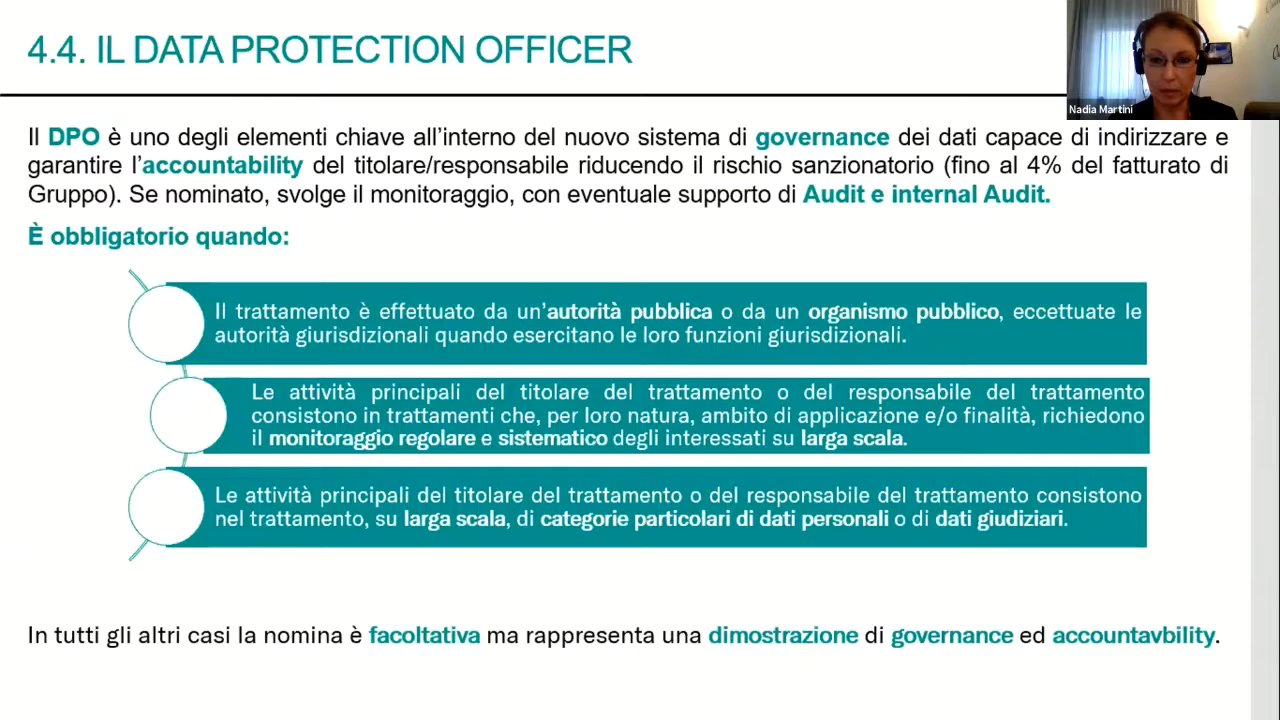 4.4. IL DATA PROTECTION OFFICER
Nadia Martini
Il DPO è uno degli elementi chiave all’interno del nuovo sistema di governance dei dati capace di indirizzare e
garantire l’accountability del titolare/responsabile riducendo il rischio sanzionatorio (fino al 4% del fatturato di
Gruppo). Se nominato, svolge il monitoraggio, con eventuale supporto di Audit e internal Audit.
È obbligatorio quando:
Il trattamento è effettuato da un’autorità pubblica o da un organismo pubblico, eccettuate le
autorità giurisdizionali quando esercitano le loro funzioni giurisdizionali.
Le attività principali del titolare del trattamento o del responsabile del trattamento
consistono in trattamenti che, per loro natura, ambito di applicazione e/o finalità, richiedono
il monitoraggio regolare e sistematico degli interessati su larga scala.
Le attività principali del titolare del trattamento o del responsabile del trattamento consistono
nel trattamento, su larga scala, di categorie particolari di dati personali o di dati giudiziari.
In tutti gli altri casi la nomina è facoltativa ma rappresenta una dimostrazione di governance ed accountavbility.